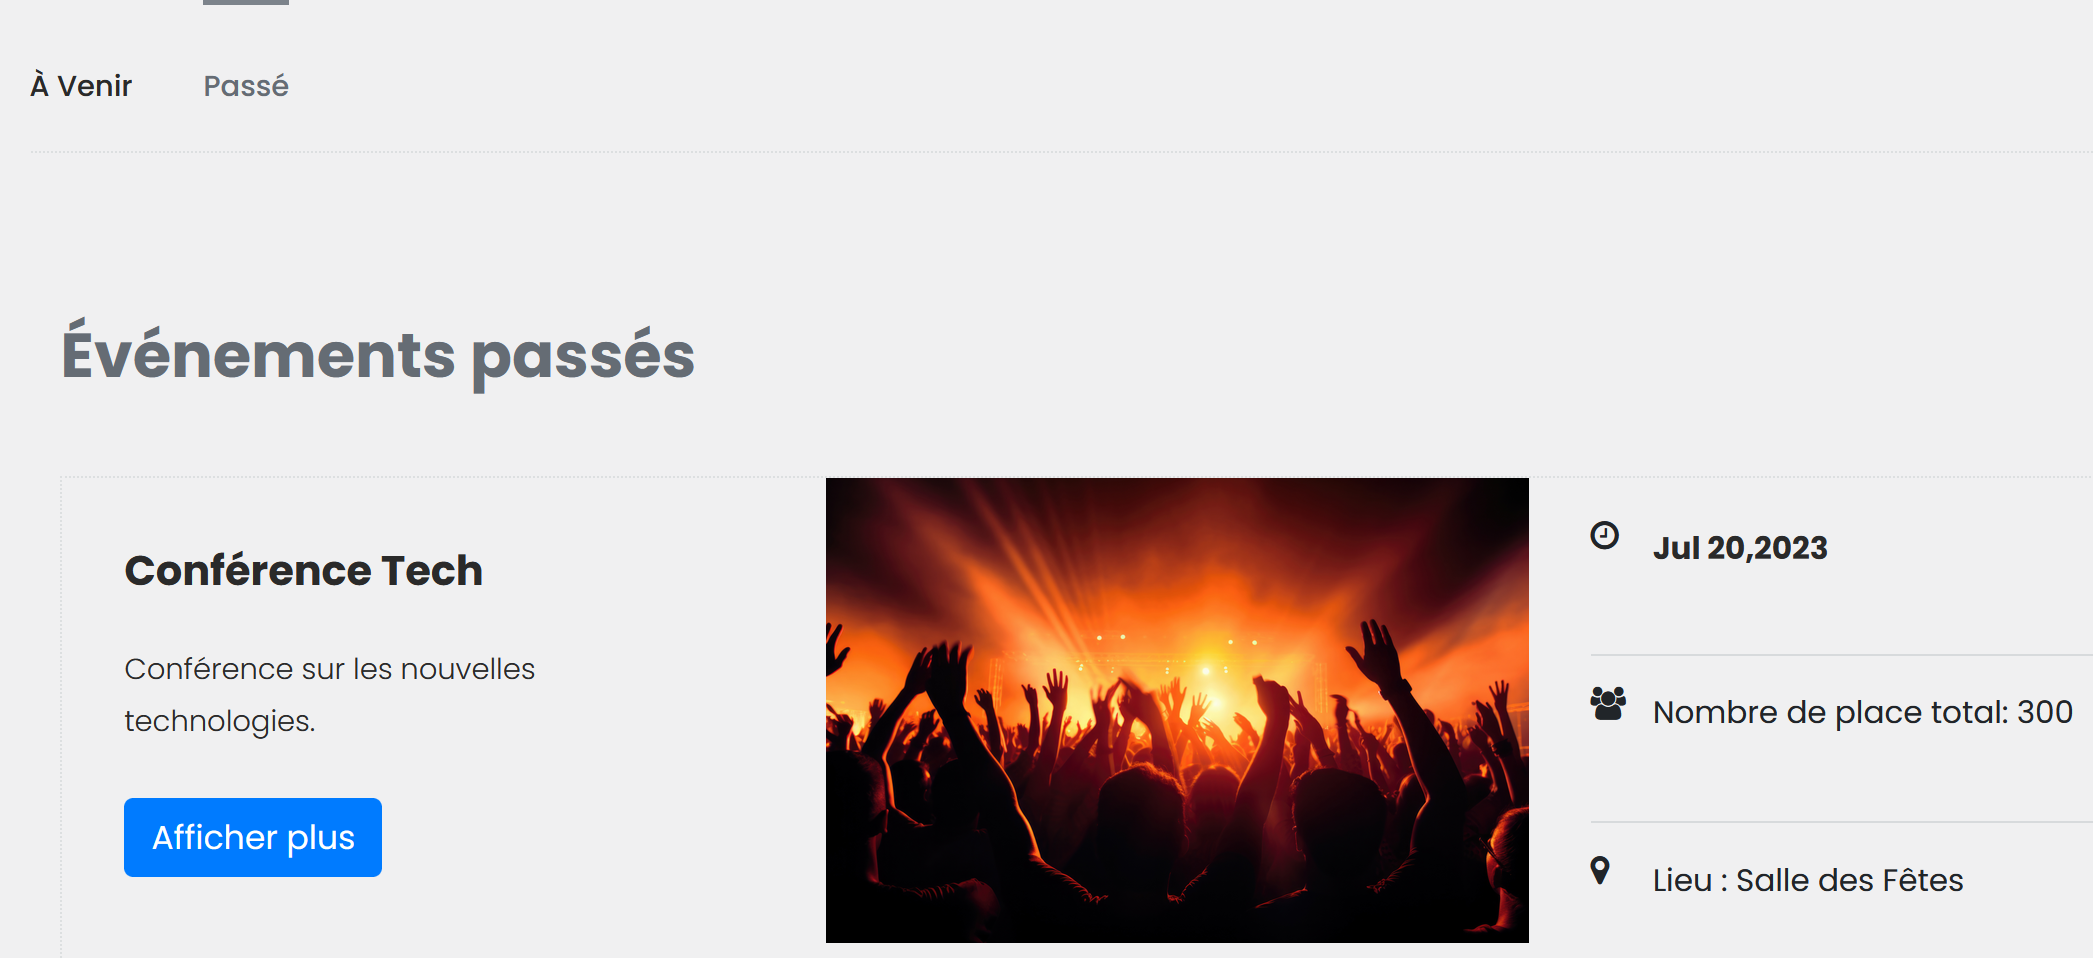 À Venir
Passé
Événements passés
Conférence Tech
Conférence sur les nouvelles
technologies.
Afficher plus
Jul 20,2023
Nombre de place total: 300
Lieu : Salle des Fêtes